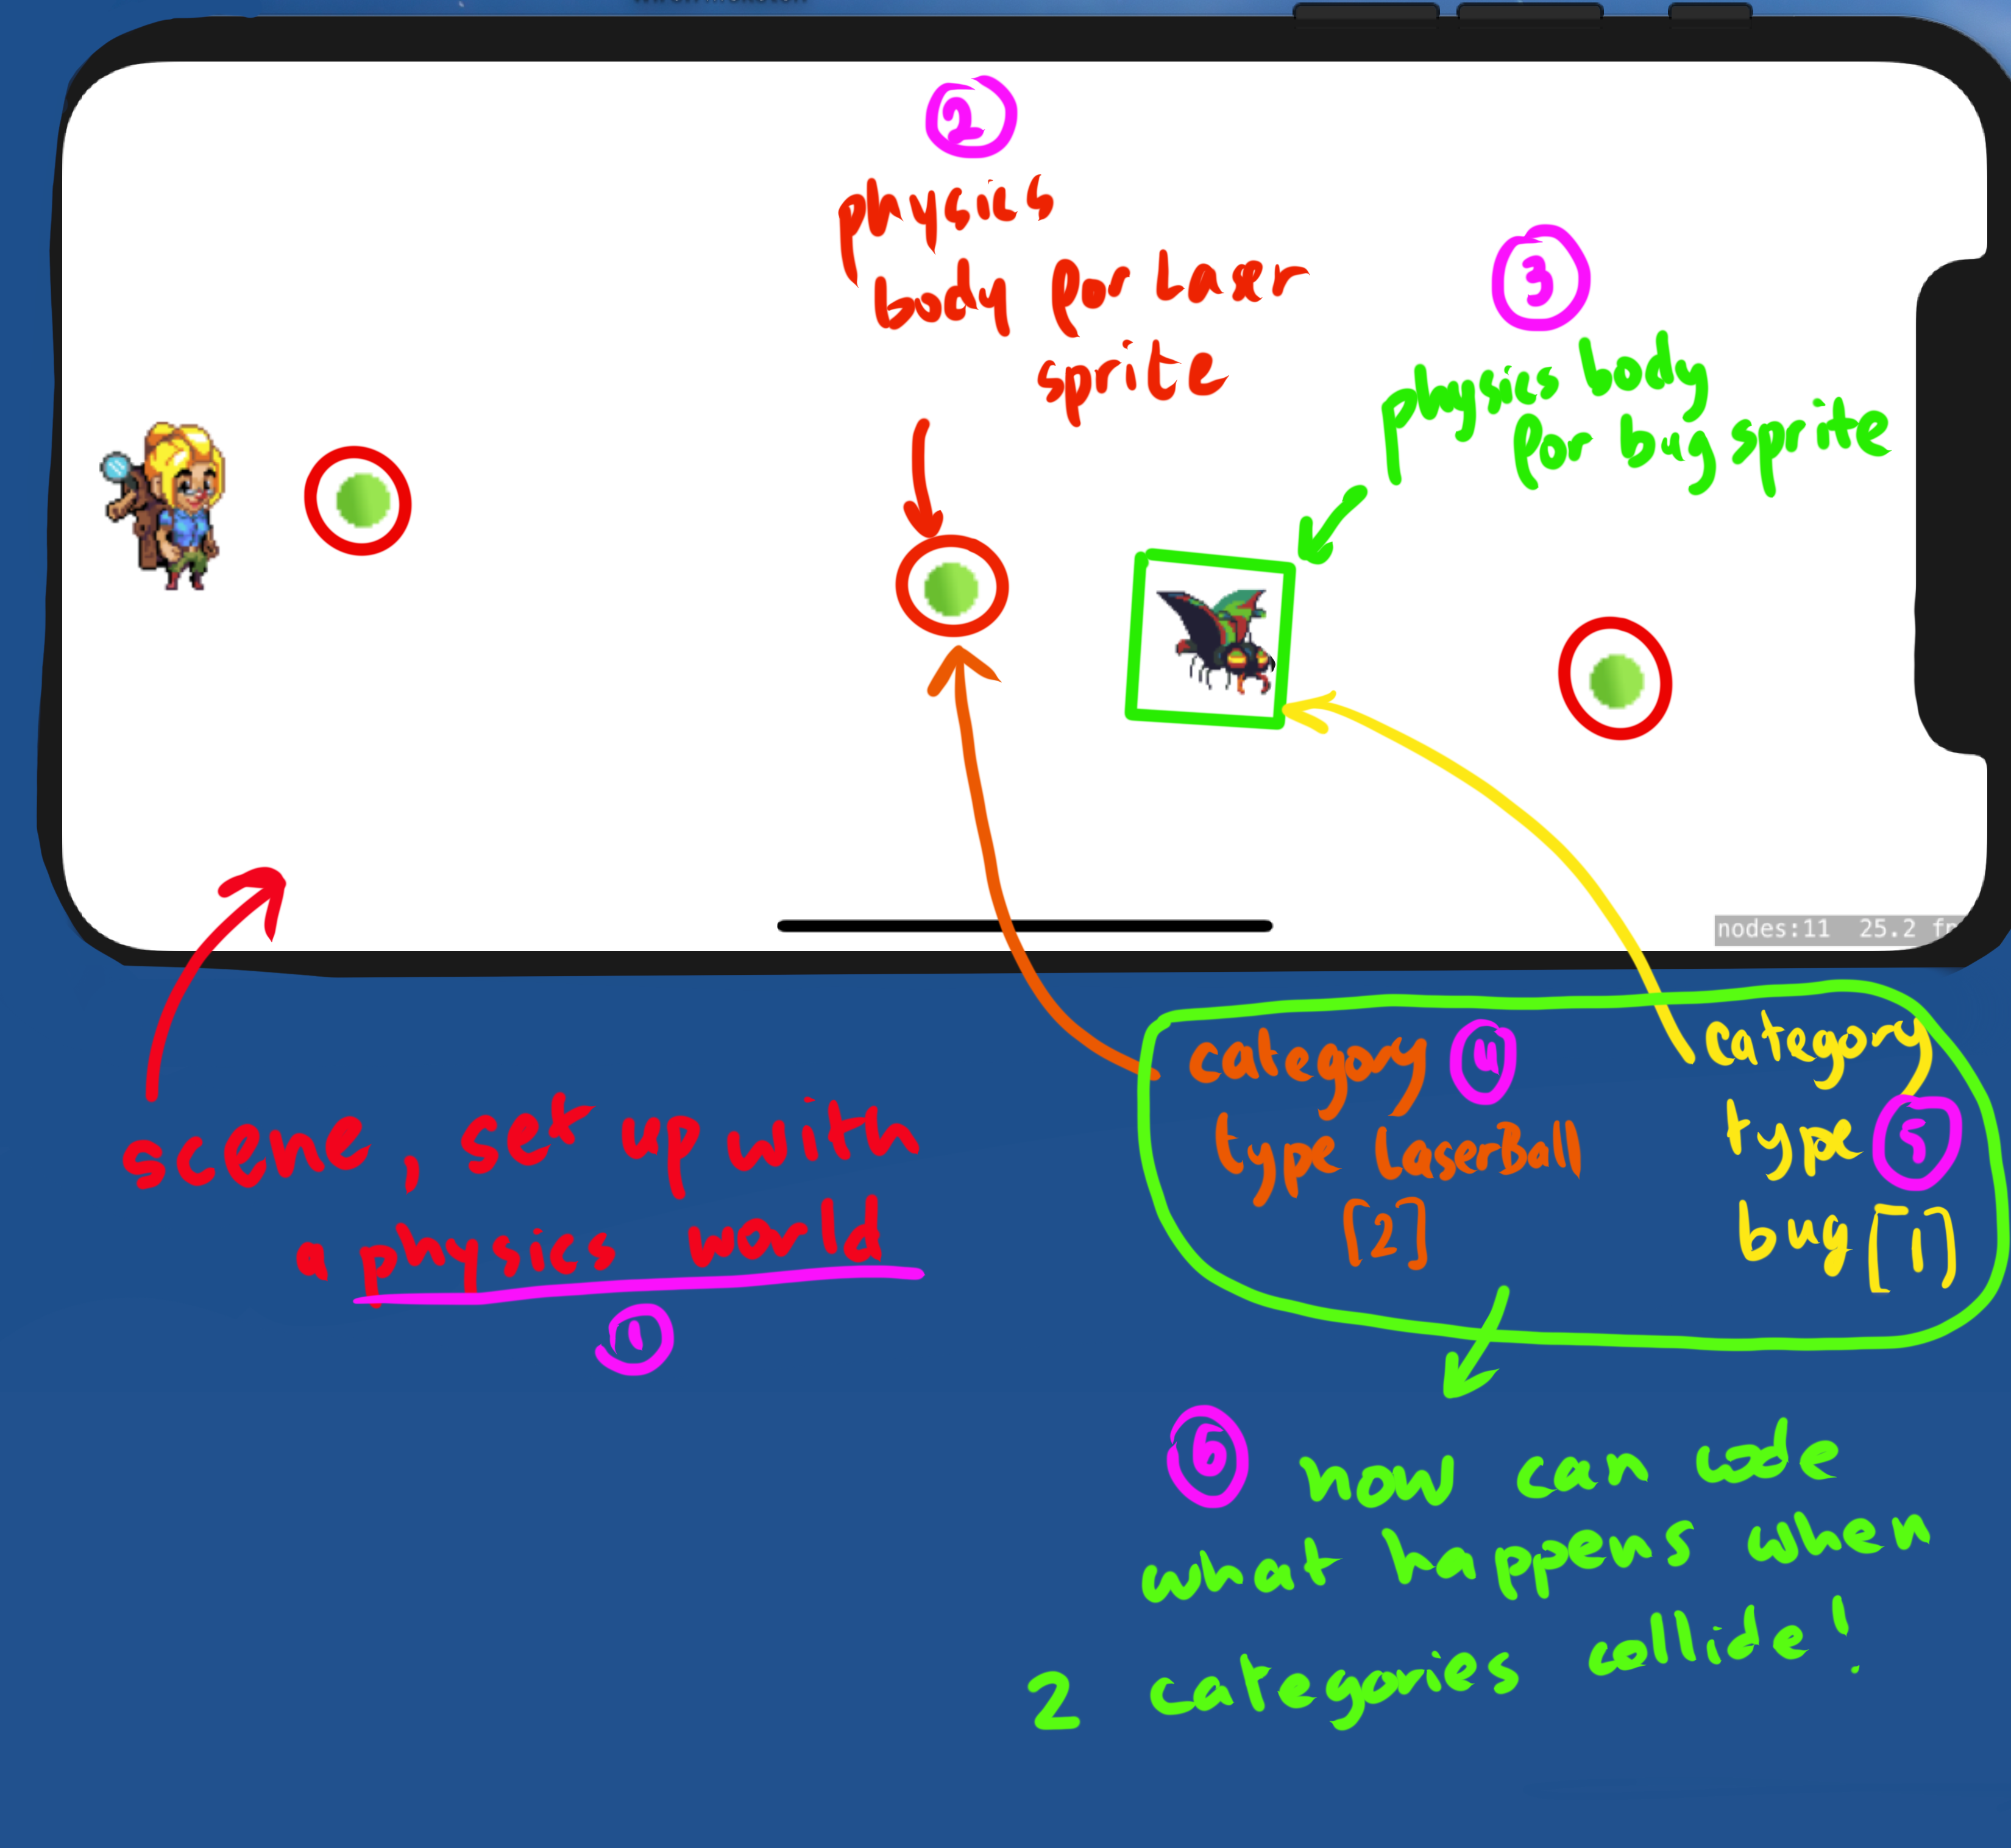 2
physics
body for Laser
sprite
3
physics body
for bug sprite
nodes:11 25.2
scene, set up with
a physics world
1
category 4
type LaserBall
[2]
category
type 5
bug [1]
6 now can code
what happens when
2 categories collide!